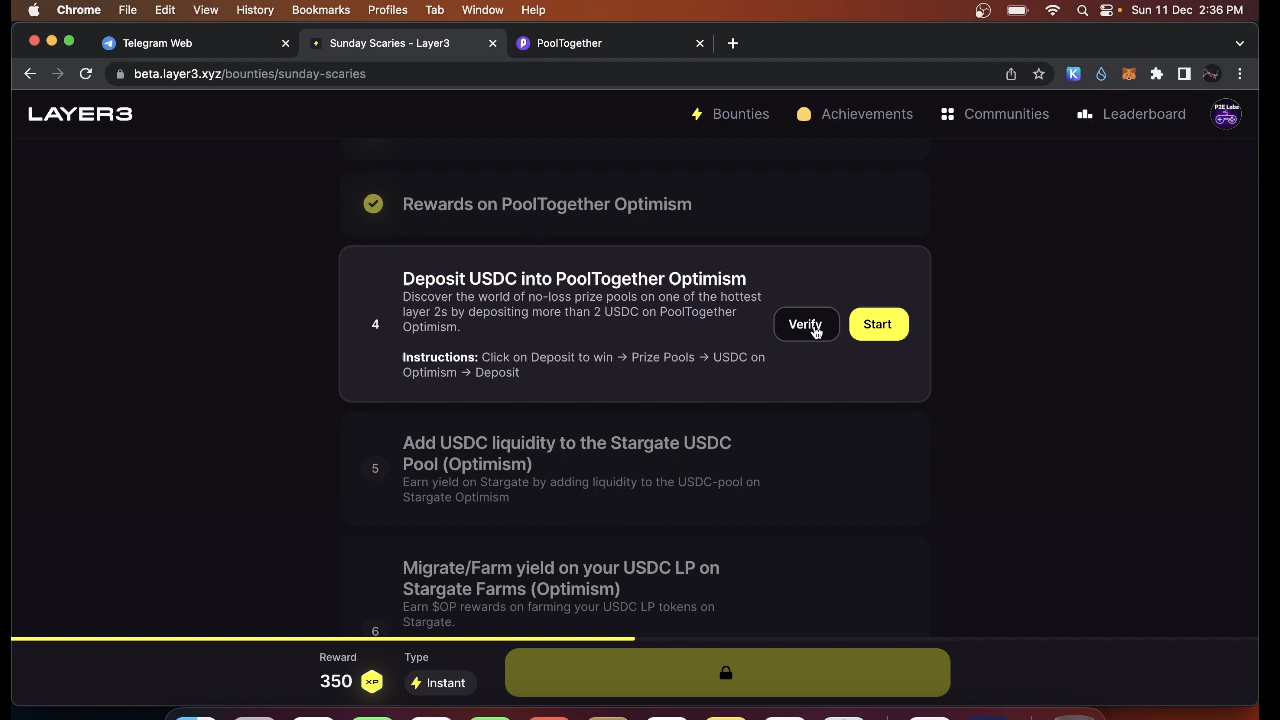 Chrome File Edit View History Bookmarks Profiles Tab Window Help Sun 11 Dec 2:36 PM
Telegram Web Sunday Scaries - Layer3 PoolTogether
beta.layer3.xyz/bounties/sunday-scaries
LAYER3 Bounties Achievements Communities Leaderboard P2E Labs
Rewards on PoolTogether Optimism
Deposit USDC into PoolTogether Optimism
Discover the world of no-loss prize pools on one of the hottest
layer 2s by depositing more than 2 USDC on PoolTogether
Optimism.
4 Verify Start
Instructions: Click on Deposit to win → Prize Pools → USDC on
Optimism → Deposit
Add USDC liquidity to the Stargate USDC
Pool (Optimism)
5
Earn yield on Stargate by adding liquidity to the USDC-pool on
Stargate Optimism
Migrate/Farm yield on your USDC LP on
Stargate Farms (Optimism)
Earn $OP rewards on farming your USDC LP tokens on
Stargate.
6
Reward Type
350 XP Instant